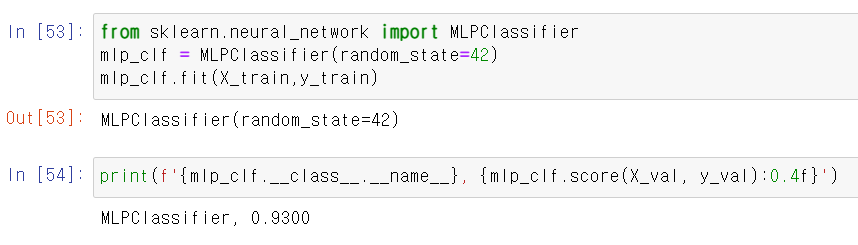 In [53]: from sklearn.neural_network import MLPClassifier
mlp_clf = MLPClassifier(random_state=42)
mlp_clf.fit(X_train,y_train)
Out[53]: MLPClassifier(random_state=42)
In [54]: print(f'{mlp_clf.__class__.__name__}, {mlp_clf.score(X_val, y_val):0.4f}')
MLPClassifier, 0.9300